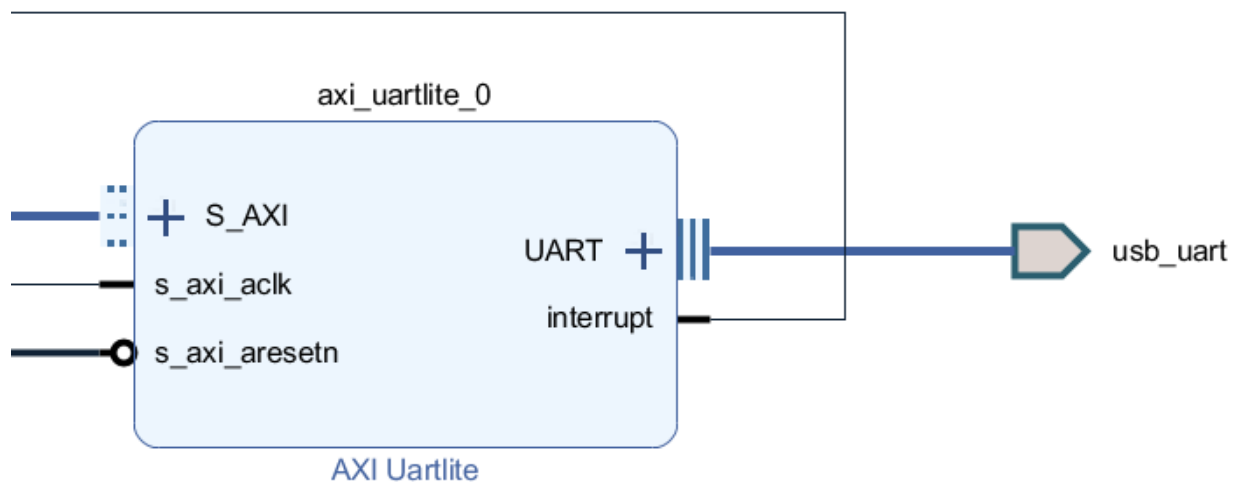 axi_uartlite_0
S_AXI
s_axi_aclk
s_axi_aresetn
UART
interrupt
usb_uart
AXI Uartlite